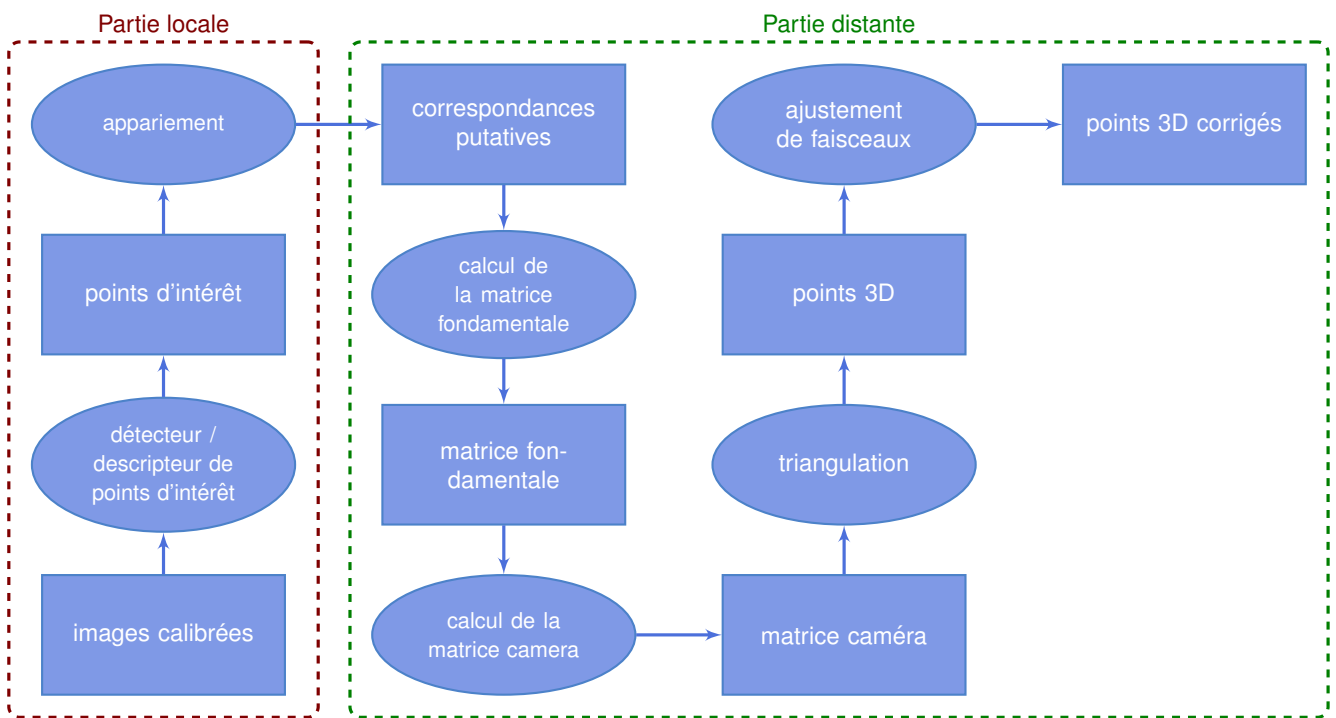 Partie locale
Partie distante
appariement
points d'intérêt
détecteur /
descripteur de
points d'intérêt
images calibrées
correspondances
putatives
calcul de
la matrice
fondamentale
matrice fon-
damentale
calcul de la
matrice camera
ajustement
de faisceaux
points 3D
triangulation
matrice caméra
points 3D corrigés